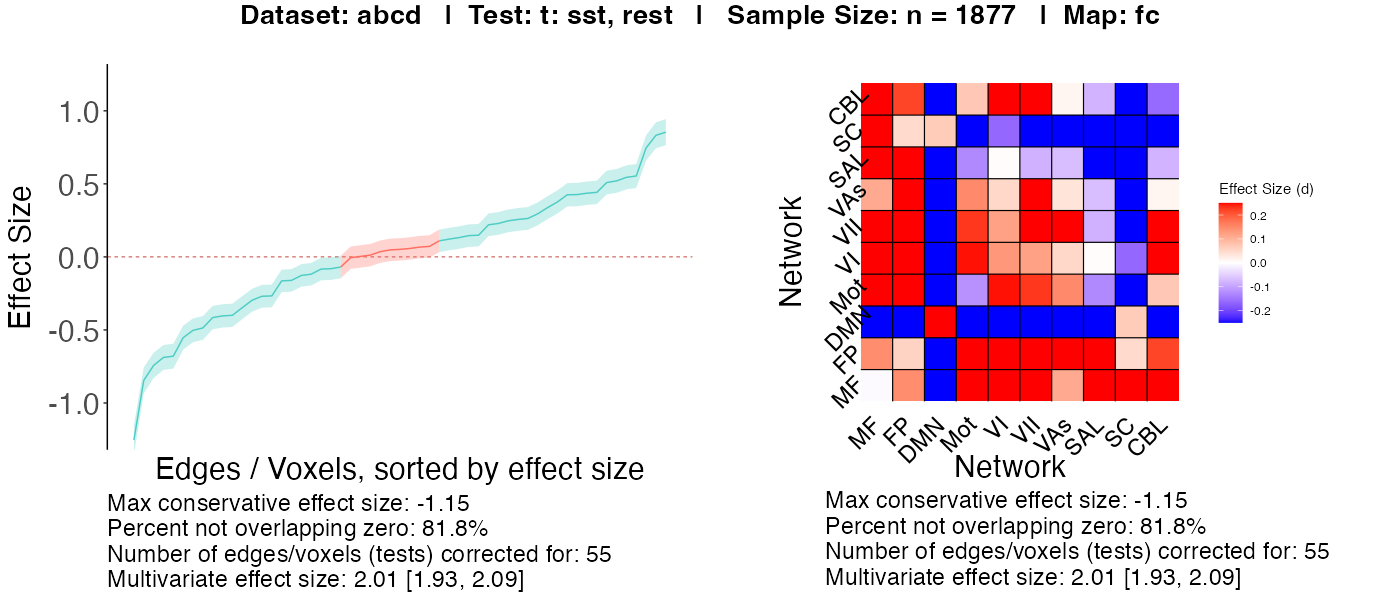 Dataset: abcd | Test: t: sst, rest | Sample Size: n = 1877 | Map: fc
Effect Size
1.0
0.5
0.0
-0.5
-1.0
Edges / Voxels, sorted by effect size
Max conservative effect size: -1.15
Percent not overlapping zero: 81.8%
Number of edges/voxels (tests) corrected for: 55
Multivariate effect size: 2.01 [1.93, 2.09]
Network
CBL
SC
SAL
VAs
VII
VI
Mot
DMN
FP
MF
MF
FP
DMN
Mot
VI
VII
VAs
SAL
SC
CBL
Network
Effect Size (d)
0.2
0.1
0.0
-0.1
-0.2
Max conservative effect size: -1.15
Percent not overlapping zero: 81.8%
Number of edges/voxels (tests) corrected for: 55
Multivariate effect size: 2.01 [1.93, 2.09]